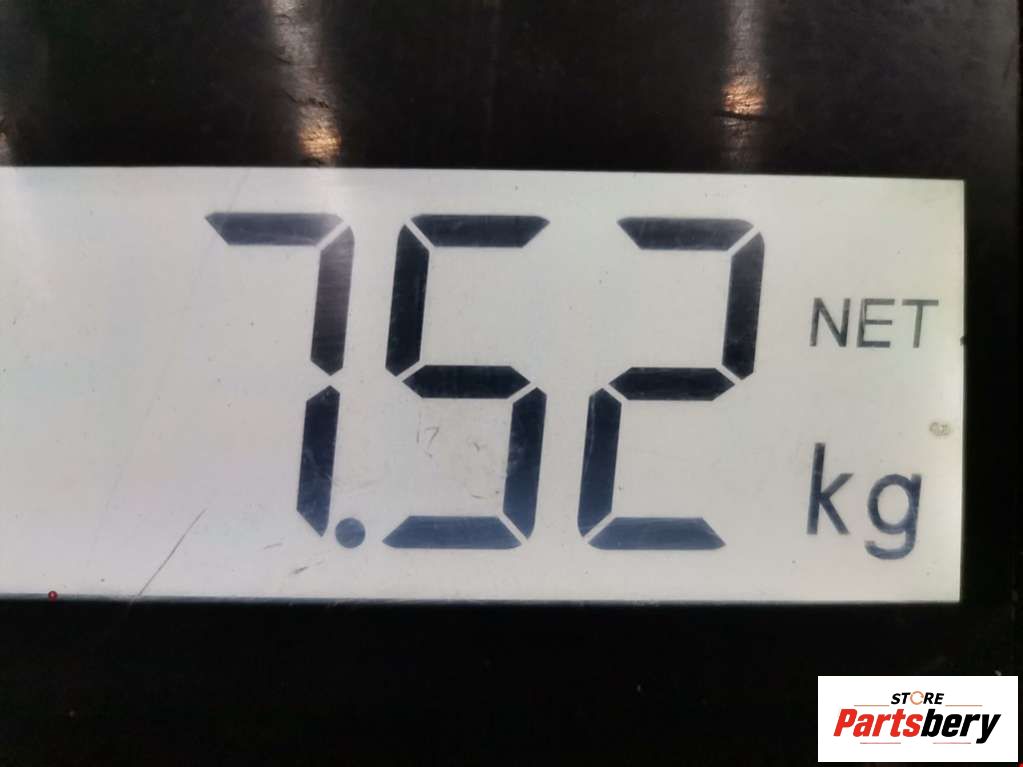 7.52 NET
kg
STORE
Partsbery